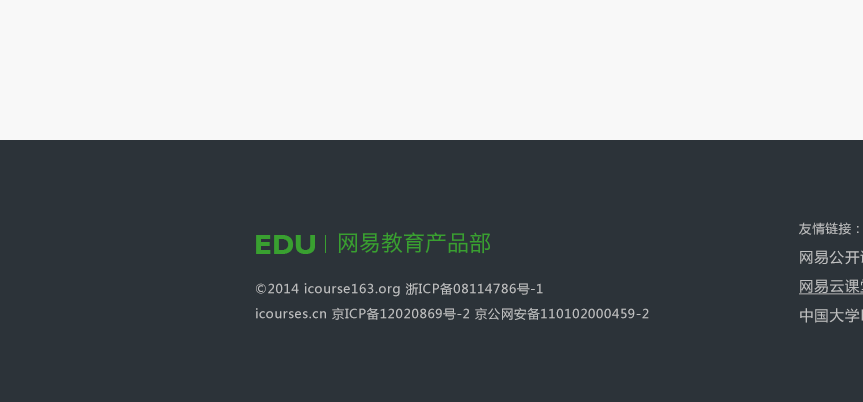 EDU | 网易教育产品部
©2014 icourse163.org 浙ICP备08114786号-1
icourses.cn 京ICP备12020869号-2 京公网安备110102000459-2
友情链接：
网易公开
网易云课
中国大学